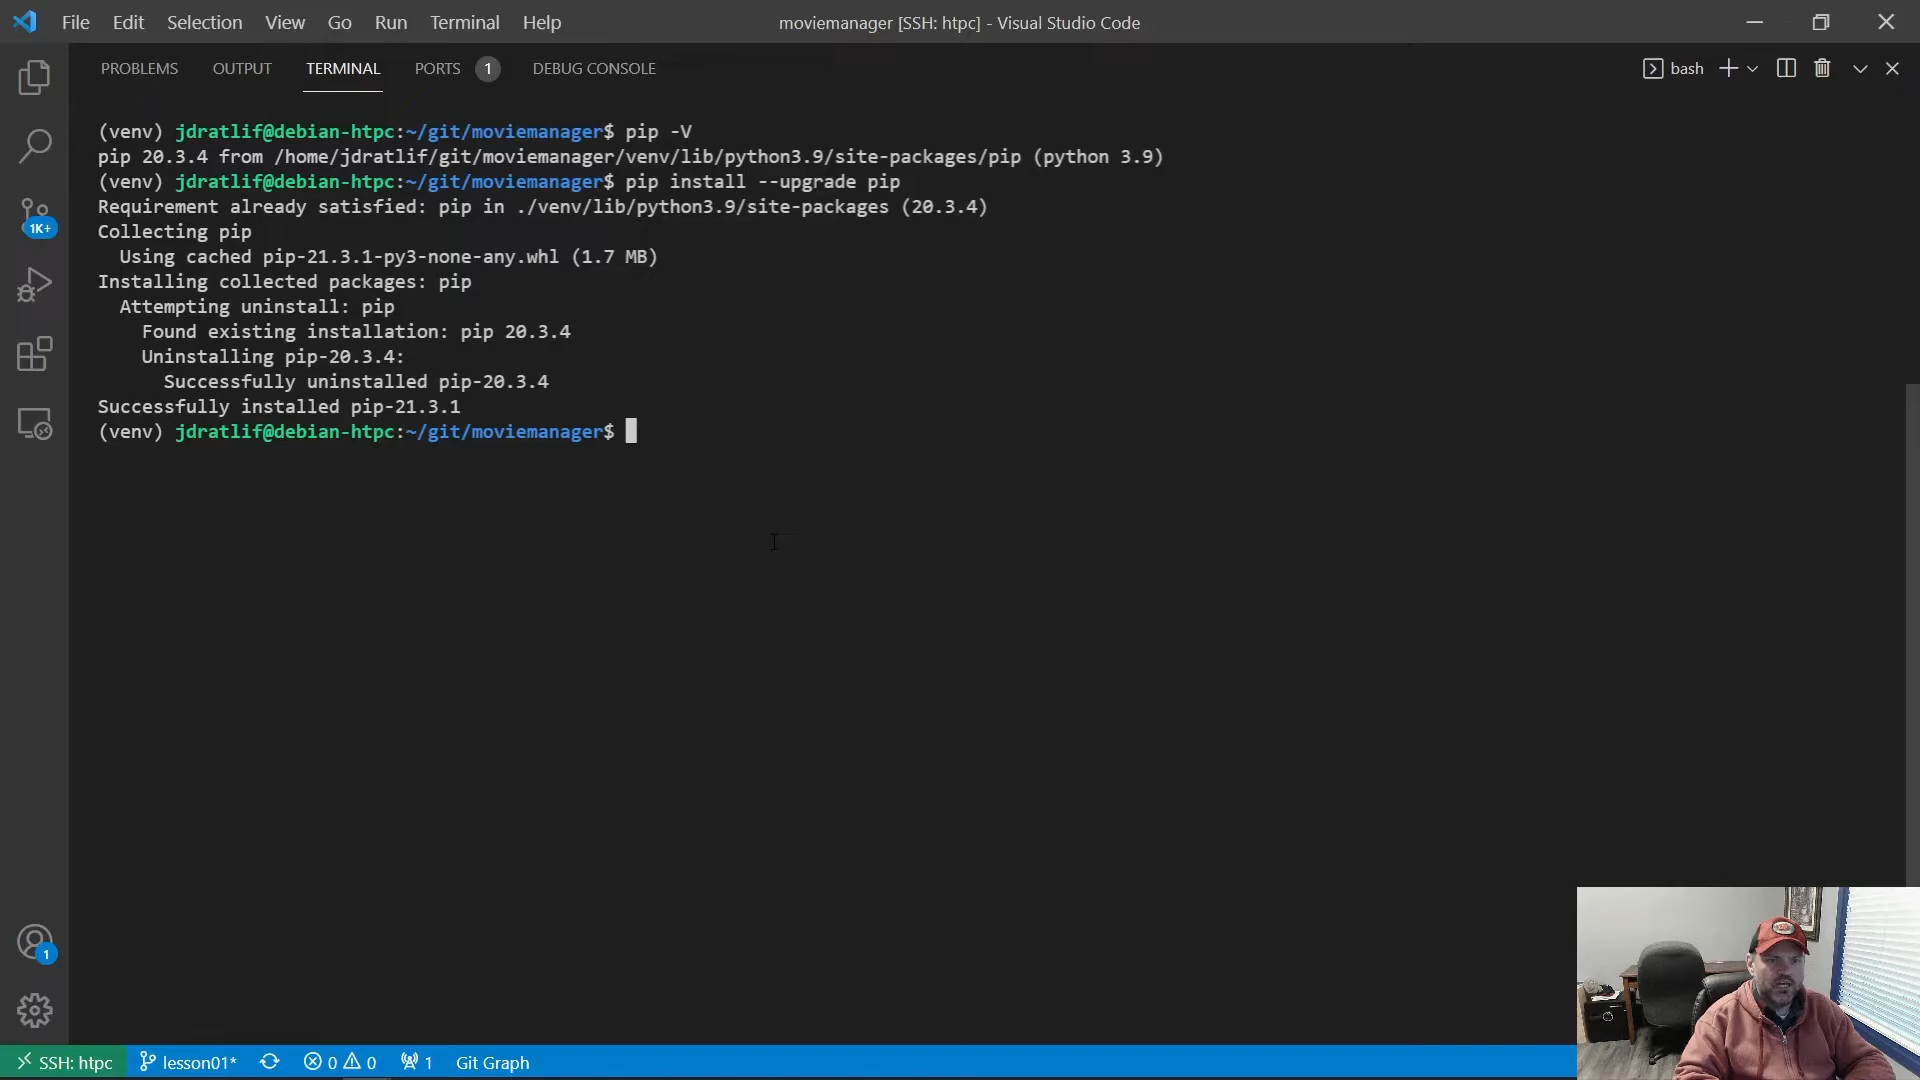 File Edit Selection View Go Run Terminal Help
moviemanager [SSH: htpc] - Visual Studio Code
PROBLEMS OUTPUT TERMINAL PORTS 1 DEBUG CONSOLE
bash
(venv) jdratlif@debian-htpc:~/git/moviemanager$ pip -V
pip 20.3.4 from /home/jdratlif/git/moviemanager/venv/lib/python3.9/site-packages/pip (python 3.9)
(venv) jdratlif@debian-htpc:~/git/moviemanager$ pip install --upgrade pip
Requirement already satisfied: pip in ./venv/lib/python3.9/site-packages (20.3.4)
Collecting pip
Using cached pip-21.3.1-py3-none-any.whl (1.7 MB)
Installing collected packages: pip
Attempting uninstall: pip
Found existing installation: pip 20.3.4
Uninstalling pip-20.3.4:
Successfully uninstalled pip-20.3.4
Successfully installed pip-21.3.1
(venv) jdratlif@debian-htpc:~/git/moviemanager$
1K+
1
SSH: htpc lesson01* 0 0 1 Git Graph